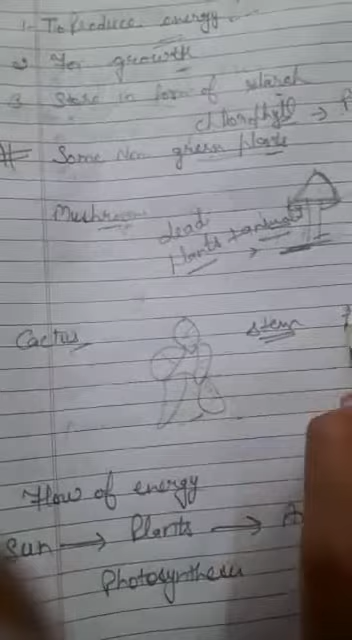 1. To Produce energy
2 For growth
3 Store in form of starch
chlorophyll →
# Some Non green plants
Mushroom dead
Plants + animals →
Cactus stem
Flow of energy
Sun → Plants → A
Photosynthesis